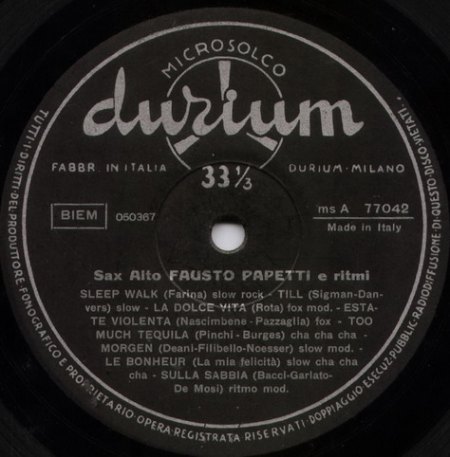 MICROSOLCO
durium
FABBR. IN ITALIA
DURIUM - MILANO
33 1/3
BIEM
050367
ms A 77042
Made in Italy
Sax Alto FAUSTO PAPETTI e ritmi
SLEEP WALK (Farina) slow rock - TILL (Sigman-Dan-
vers) slow - LA DOLCE VITA (Rota) fox mod. - ESTA-
TE VIOLENTA (Nascimbene - Pazzaglia) fox - TOO
MUCH TEQUILA (Pinchi - Burges) cha cha cha -
MORGEN (Deani-Filibello-Noesser) slow mod. -
LE BONHEUR (La mia felicità) slow cha cha
cha - SULLA SABBIA (Bacci-Garlato-
De Mosi) ritmo mod.
TUTTI I DIRITTI DEL PRODUTTORE FONOGRAFICO E PROPRIETARIO OPERA REGISTRATA RISERVATI - DOPPIAGGIO ESECUZ. PUBBLIC. RADIODIFFUSIONE DI QUESTO DISCO VIETATI